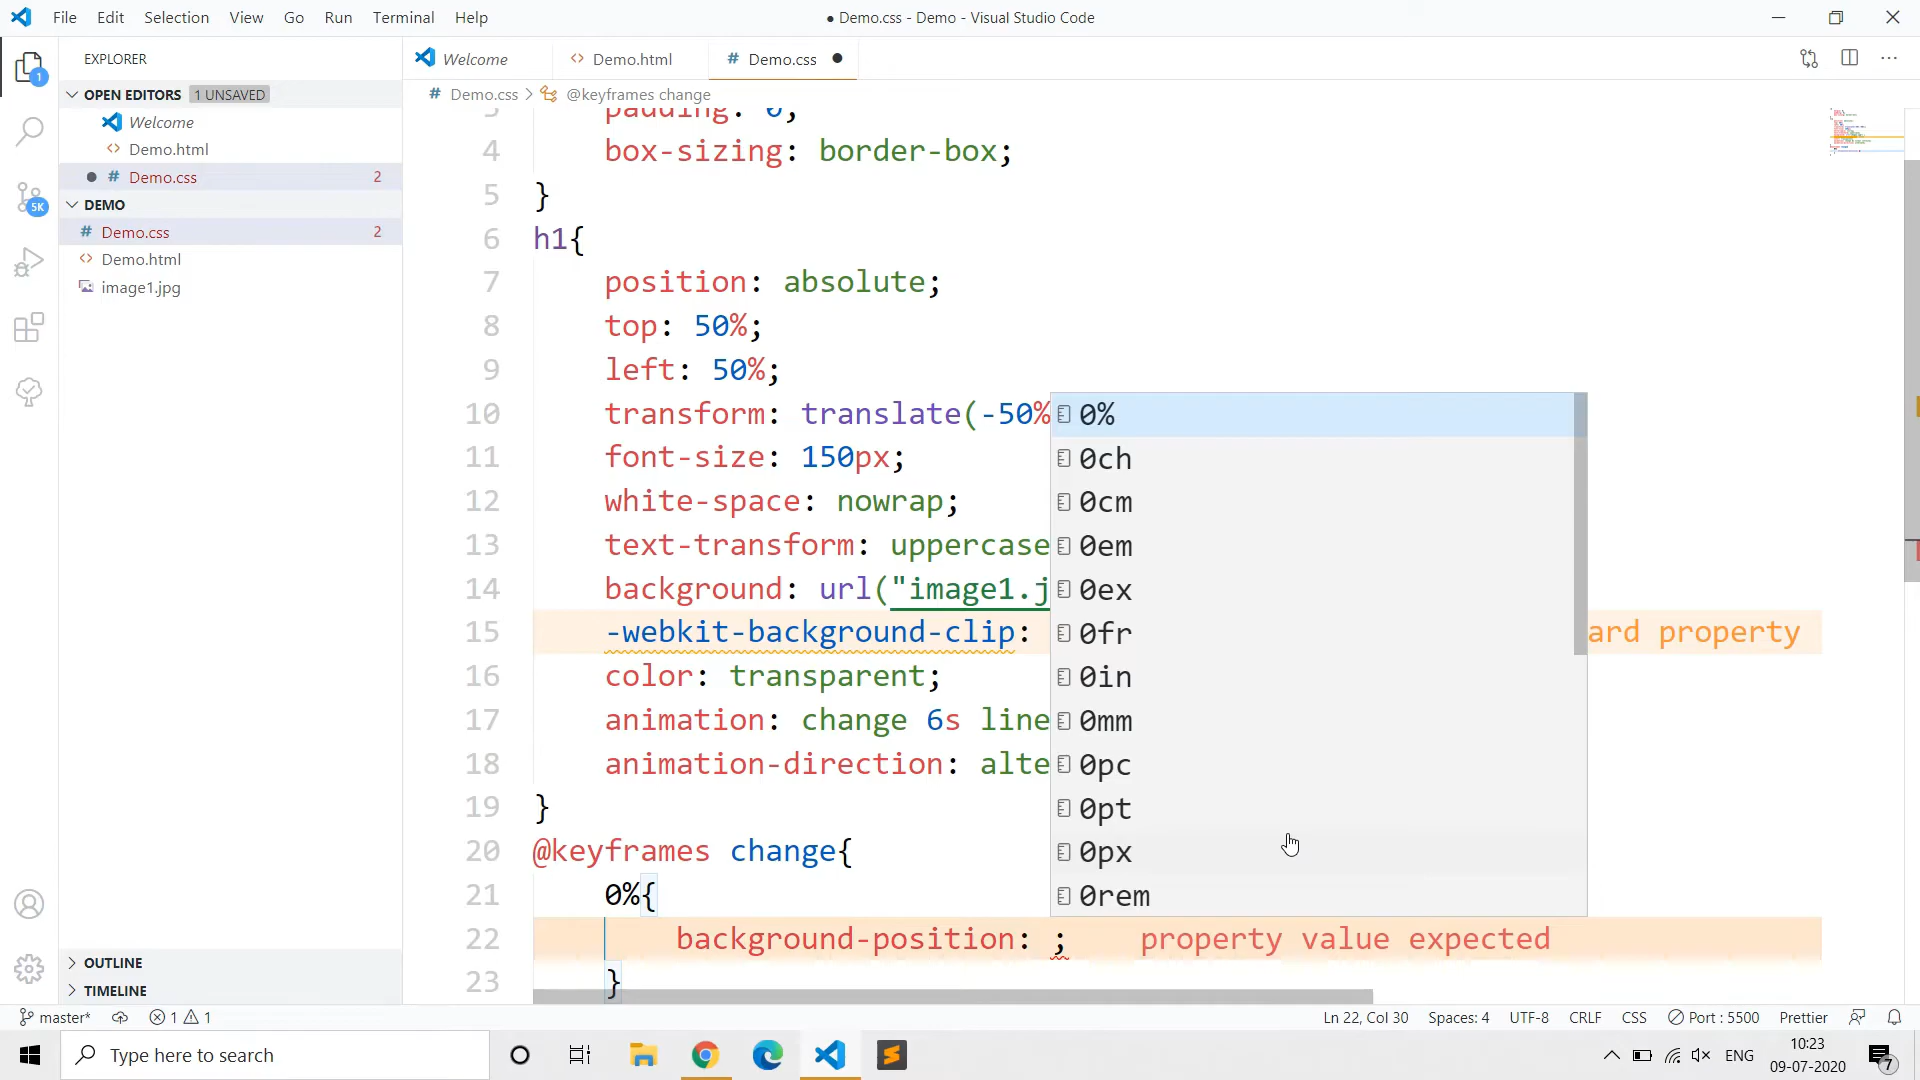 File Edit Selection View Go Run Terminal Help
● Demo.css - Demo - Visual Studio Code
EXPLORER
Welcome
Demo.html
# Demo.css ●
OPEN EDITORS 1 UNSAVED
# Demo.css > @keyframes change
Welcome
Demo.html
● # Demo.css 2
DEMO
# Demo.css 2
Demo.html
image1.jpg
1
5K
3 padding: 0;
4 box-sizing: border-box;
5 }
6 h1{
7 position: absolute;
8 top: 50%;
9 left: 50%;
10 transform: translate(-50%
11 font-size: 150px;
12 white-space: nowrap;
13 text-transform: uppercase
14 background: url("image1.j
15 -webkit-background-clip: ard property
16 color: transparent;
17 animation: change 6s line
18 animation-direction: alte
19 }
20 @keyframes change{
21 0%{
22 background-position: ; property value expected
23 }
0%
0ch
0cm
0em
0ex
0fr
0in
0mm
0pc
0pt
0px
0rem
OUTLINE
TIMELINE
master* 1 1
Ln 22, Col 30 Spaces: 4 UTF-8 CRLF CSS Port : 5500 Prettier
Type here to search
ENG
10:23
09-07-2020
7